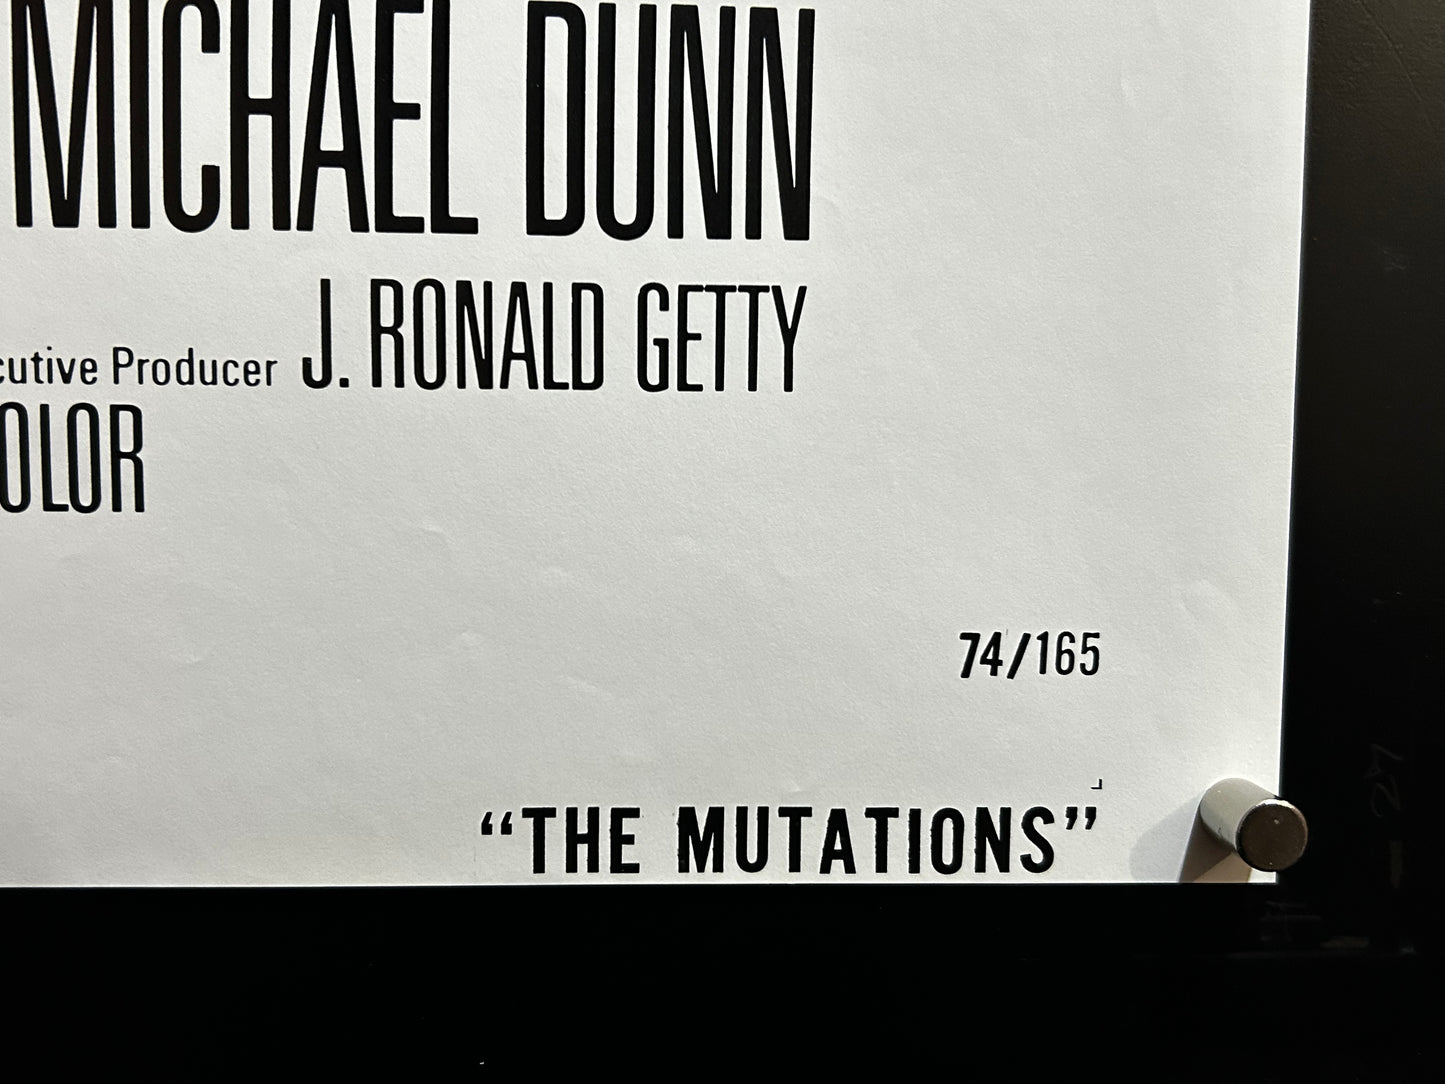 MICHAEL DUNN
cutive Producer J. RONALD GETTY
OLOR
74/165
“THE MUTATIONS”